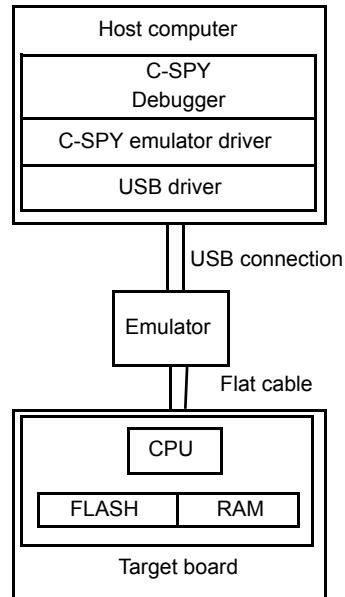 Host computer
C-SPY
Debugger
C-SPY emulator driver
USB driver
USB connection
Emulator
Flat cable
CPU
FLASH RAM
Target board